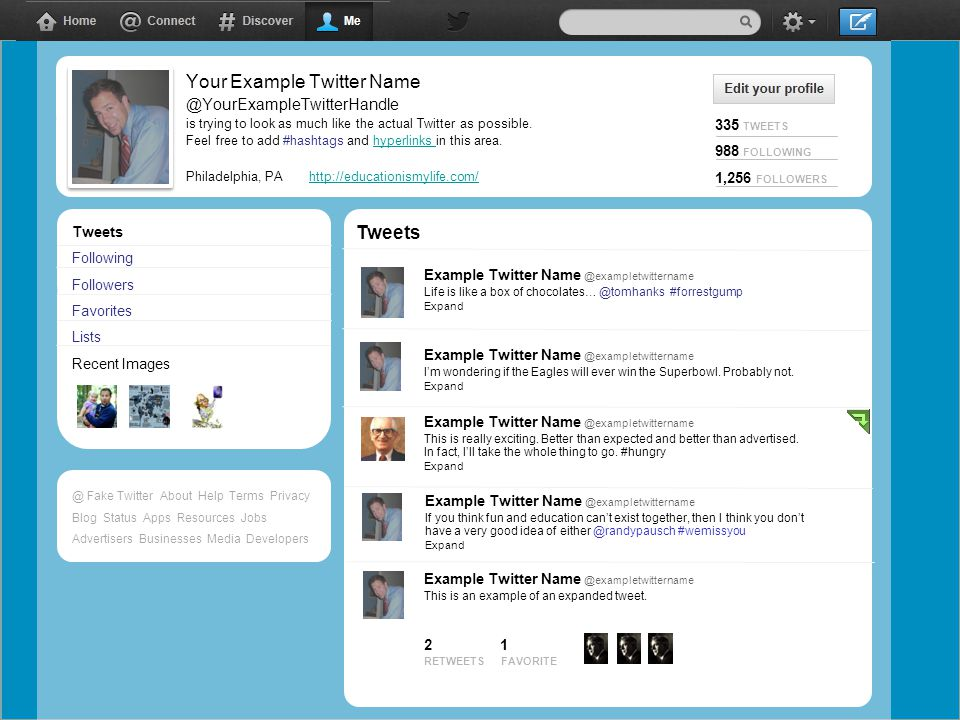 Home @ Connect # Discover Me
Your Example Twitter Name
@YourExampleTwitterHandle
is trying to look as much like the actual Twitter as possible.
Feel free to add #hashtags and hyperlinks in this area.
Philadelphia, PA http://educationismylife.com/
Edit your profile
335 TWEETS
988 FOLLOWING
1,256 FOLLOWERS
Tweets
Following
Followers
Favorites
Lists
Recent Images
@ Fake Twitter About Help Terms Privacy
Blog Status Apps Resources Jobs
Advertisers Businesses Media Developers
Tweets
Example Twitter Name @exampletwittername
Life is like a box of chocolates… @tomhanks #forrestgump
Expand
Example Twitter Name @exampletwittername
I’m wondering if the Eagles will ever win the Superbowl. Probably not.
Expand
Example Twitter Name @exampletwittername
This is really exciting. Better than expected and better than advertised.
In fact, I’ll take the whole thing to go. #hungry
Expand
Example Twitter Name @exampletwittername
If you think fun and education can’t exist together, then I think you don’t
have a very good idea of either @randypausch #wemissyou
Expand
Example Twitter Name @exampletwittername
This is an example of an expanded tweet.
2 1
RETWEETS FAVORITE